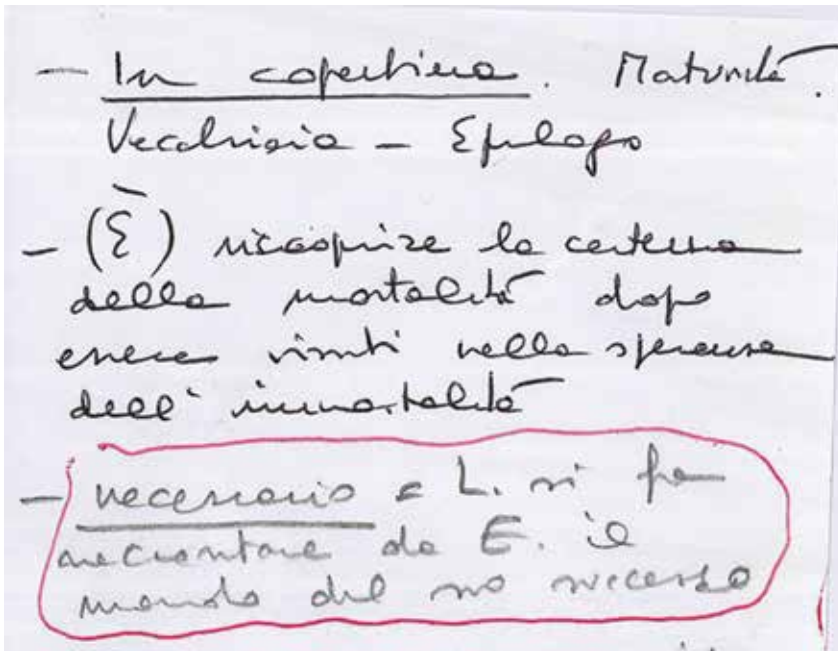 - In copertina. Maturità.
Vecchiaia - Epilogo
- (È) riscoprire la certezza
della mortalità dopo
essere vissuti nella speranza
dell'immortalità
- necessario : L. si fa
raccontare da E. il
mondo del suo successo